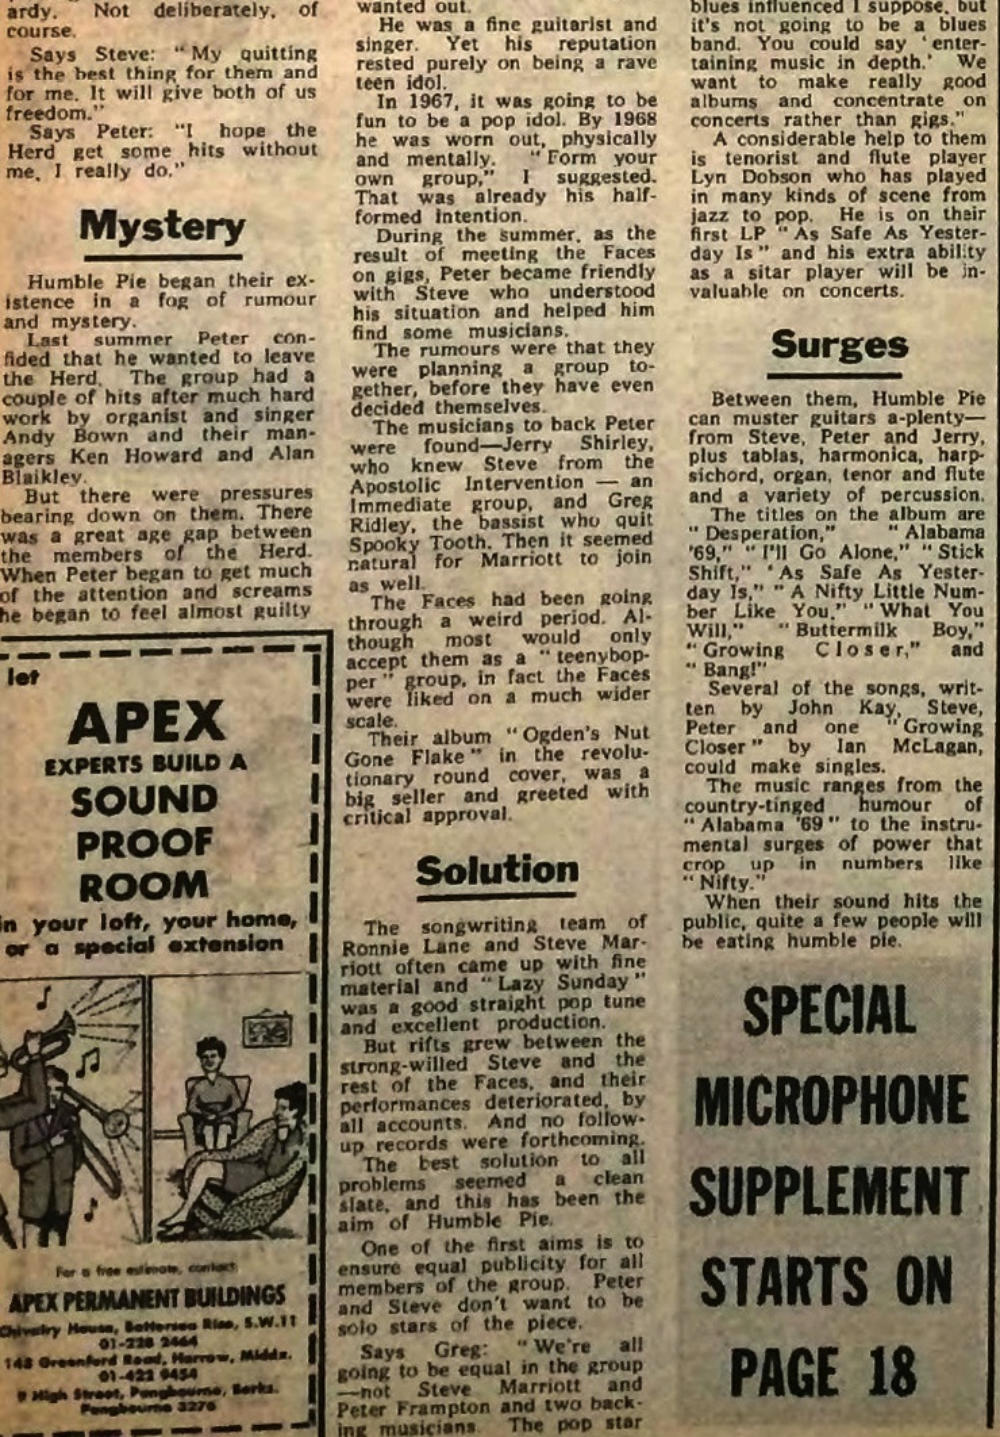 ardy. Not deliberately, of
course.
Says Steve: "My quitting
is the best thing for them and
for me. It will give both of us
freedom."
Says Peter: "I hope the
Herd get some hits without
me, I really do."
Mystery
Humble Pie began their ex-
istence in a fog of rumour
and mystery.
Last summer Peter con-
fided that he wanted to leave
the Herd. The group had a
couple of hits after much hard
work by organist and singer
Andy Bown and their man-
agers Ken Howard and Alan
Blaikley.
But there were pressures
bearing down on them. There
was a great age gap between
the members of the Herd.
When Peter began to get much
of the attention and screams
he began to feel almost guilty
let
APEX
EXPERTS BUILD A
SOUND
PROOF
ROOM
in your loft, your home,
or a special extension
For a free estimate, contact
APEX PERMANENT BUILDINGS
Chivalry House, Battersea Rise, S.W.11
01-228 2464
148 Greenford Road, Harrow, Middx.
01-422 9454
9 High Street, Pangbourne, Berks.
Pangbourne 3276
wanted out.
He was a fine guitarist and
singer. Yet his reputation
rested purely on being a rave
teen idol.
In 1967, it was going to be
fun to be a pop idol. By 1968
he was worn out, physically
and mentally. "Form your
own group," I suggested.
That was already his half-
formed intention.
During the summer, as the
result of meeting the Faces
on gigs, Peter became friendly
with Steve who understood
his situation and helped him
find some musicians.
The rumours were that they
were planning a group to-
gether, before they have even
decided themselves.
The musicians to back Peter
were found—Jerry Shirley,
who knew Steve from the
Apostolic Intervention — an
Immediate group, and Greg
Ridley, the bassist who quit
Spooky Tooth. Then it seemed
natural for Marriott to join
as well.
The Faces had been going
through a weird period. Al-
though most would only
accept them as a "teenybop-
per" group, in fact the Faces
were liked on a much wider
scale.
Their album "Ogden's Nut
Gone Flake" in the revolu-
tionary round cover, was a
big seller and greeted with
critical approval.
Solution
The songwriting team of
Ronnie Lane and Steve Mar-
riott often came up with fine
material and "Lazy Sunday"
was a good straight pop tune
and excellent production.
But rifts grew between the
strong-willed Steve and the
rest of the Faces, and their
performances deteriorated, by
all accounts. And no follow-
up records were forthcoming.
The best solution to all
problems seemed a clean
slate, and this has been the
aim of Humble Pie.
One of the first aims is to
ensure equal publicity for all
members of the group. Peter
and Steve don't want to be
solo stars of the piece.
Says Greg: "We're all
going to be equal in the group
—not Steve Marriott and
Peter Frampton and two back-
ing musicians. The pop star
blues influenced I suppose, but
it's not going to be a blues
band. You could say 'enter-
taining music in depth.' We
want to make really good
albums and concentrate on
concerts rather than gigs."
A considerable help to them
is tenorist and flute player
Lyn Dobson who has played
in many kinds of scene from
jazz to pop. He is on their
first LP "As Safe As Yester-
day Is" and his extra ability
as a sitar player will be in-
valuable on concerts.
Surges
Between them, Humble Pie
can muster guitars a-plenty—
from Steve, Peter and Jerry,
plus tablas, harmonica, harp-
sichord, organ, tenor and flute
and a variety of percussion.
The titles on the album are
"Desperation," "Alabama
'69," "I'll Go Alone," "Stick
Shift," 'As Safe As Yester-
day Is," "A Nifty Little Num-
ber Like You," "What You
Will," "Buttermilk Boy,"
"Growing Closer," and
"Bang!"
Several of the songs, writ-
ten by John Kay, Steve,
Peter and one "Growing
Closer" by Ian McLagan,
could make singles.
The music ranges from the
country-tinged humour of
"Alabama '69" to the instru-
mental surges of power that
crop up in numbers like
"Nifty."
When their sound hits the
public, quite a few people will
be eating humble pie.
SPECIAL
MICROPHONE
SUPPLEMENT
STARTS ON
PAGE 18